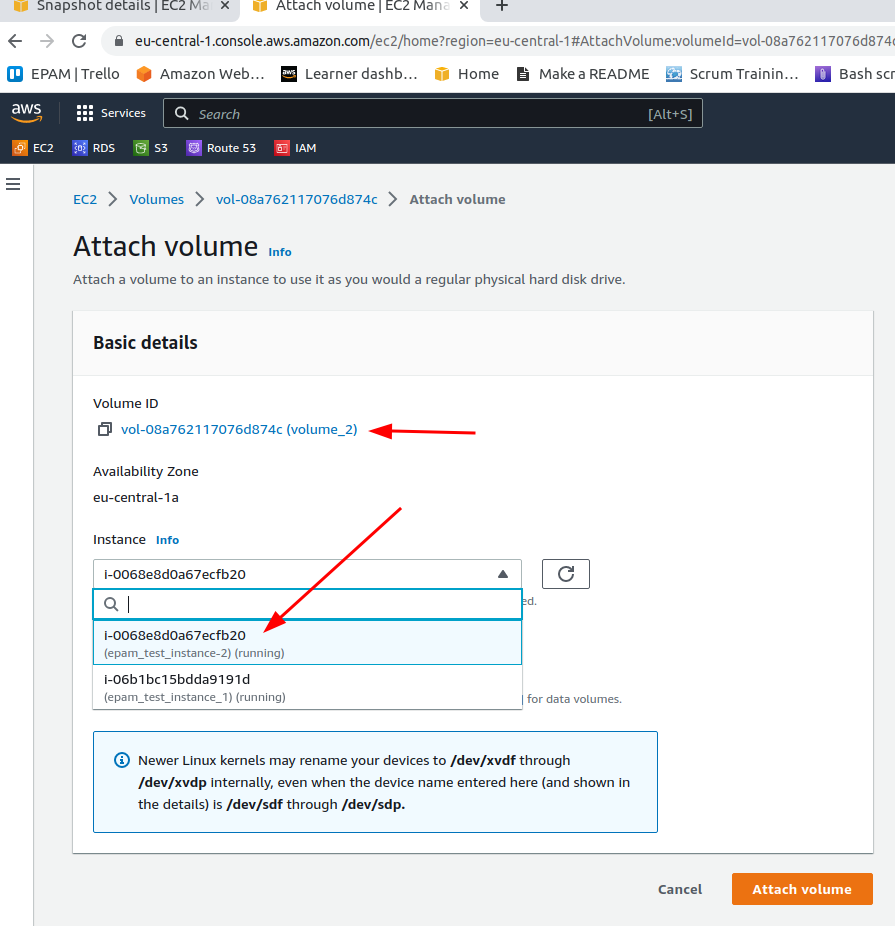 Snapshot details | EC2 Ma
Attach volume | EC2 Mana
eu-central-1.console.aws.amazon.com/ec2/home?region=eu-central-1#AttachVolume:volumeId=vol-08a762117076d874c
EPAM | Trello
Amazon Web…
aws
Learner dashb…
Home
Make a README
Scrum Trainin…
Bash scr
aws
Services
Search
[Alt+S]
EC2
RDS
S3
Route 53
IAM
EC2 > Volumes > vol-08a762117076d874c > Attach volume
Attach volume Info
Attach a volume to an instance to use it as you would a regular physical hard disk drive.
Basic details
Volume ID
vol-08a762117076d874c (volume_2)
Availability Zone
eu-central-1a
Instance Info
i-0068e8d0a67ecfb20
ed.
i-0068e8d0a67ecfb20
(epam_test_instance-2) (running)
i-06b1bc15bdda9191d
(epam_test_instance_1) (running)
for data volumes.
Newer Linux kernels may rename your devices to /dev/xvdf through
/dev/xvdp internally, even when the device name entered here (and shown in
the details) is /dev/sdf through /dev/sdp.
Cancel
Attach volume